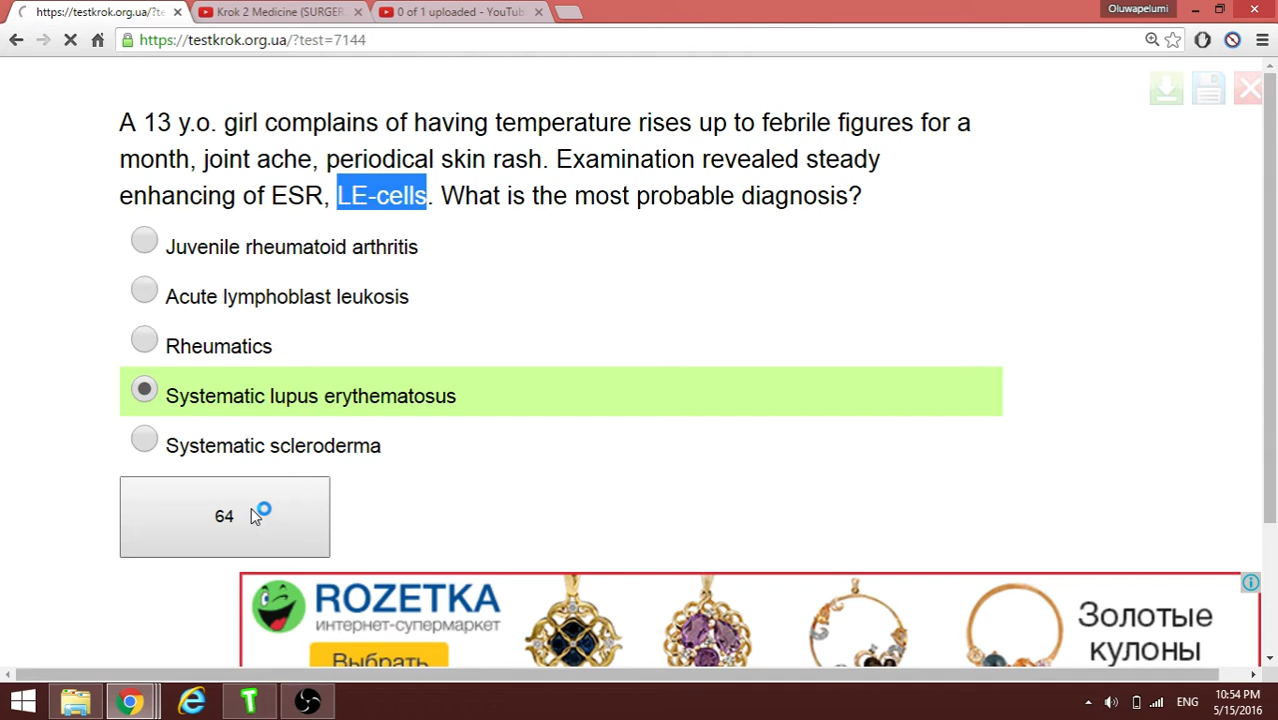 https://testkrok.org.ua/?te
Krok 2 Medicine (SURGER
0 of 1 uploaded - YouTub
Oluwapelumi
https://testkrok.org.ua/?test=7144
A 13 y.o. girl complains of having temperature rises up to febrile figures for a
month, joint ache, periodical skin rash. Examination revealed steady
enhancing of ESR, LE-cells. What is the most probable diagnosis?
Juvenile rheumatoid arthritis
Acute lymphoblast leukosis
Rheumatics
Systematic lupus erythematosus
Systematic scleroderma
64
ROZETKA
интернет-супермаркет
Выбрать
Золотые
кулоны
ENG
10:54 PM
5/15/2016